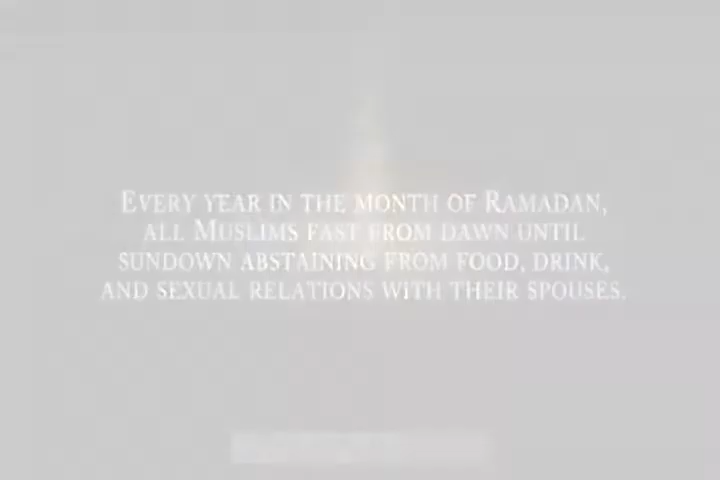 Every year in the month of Ramadan,
all Muslims fast from dawn until
sundown abstaining from food, drink,
and sexual relations with their spouses.